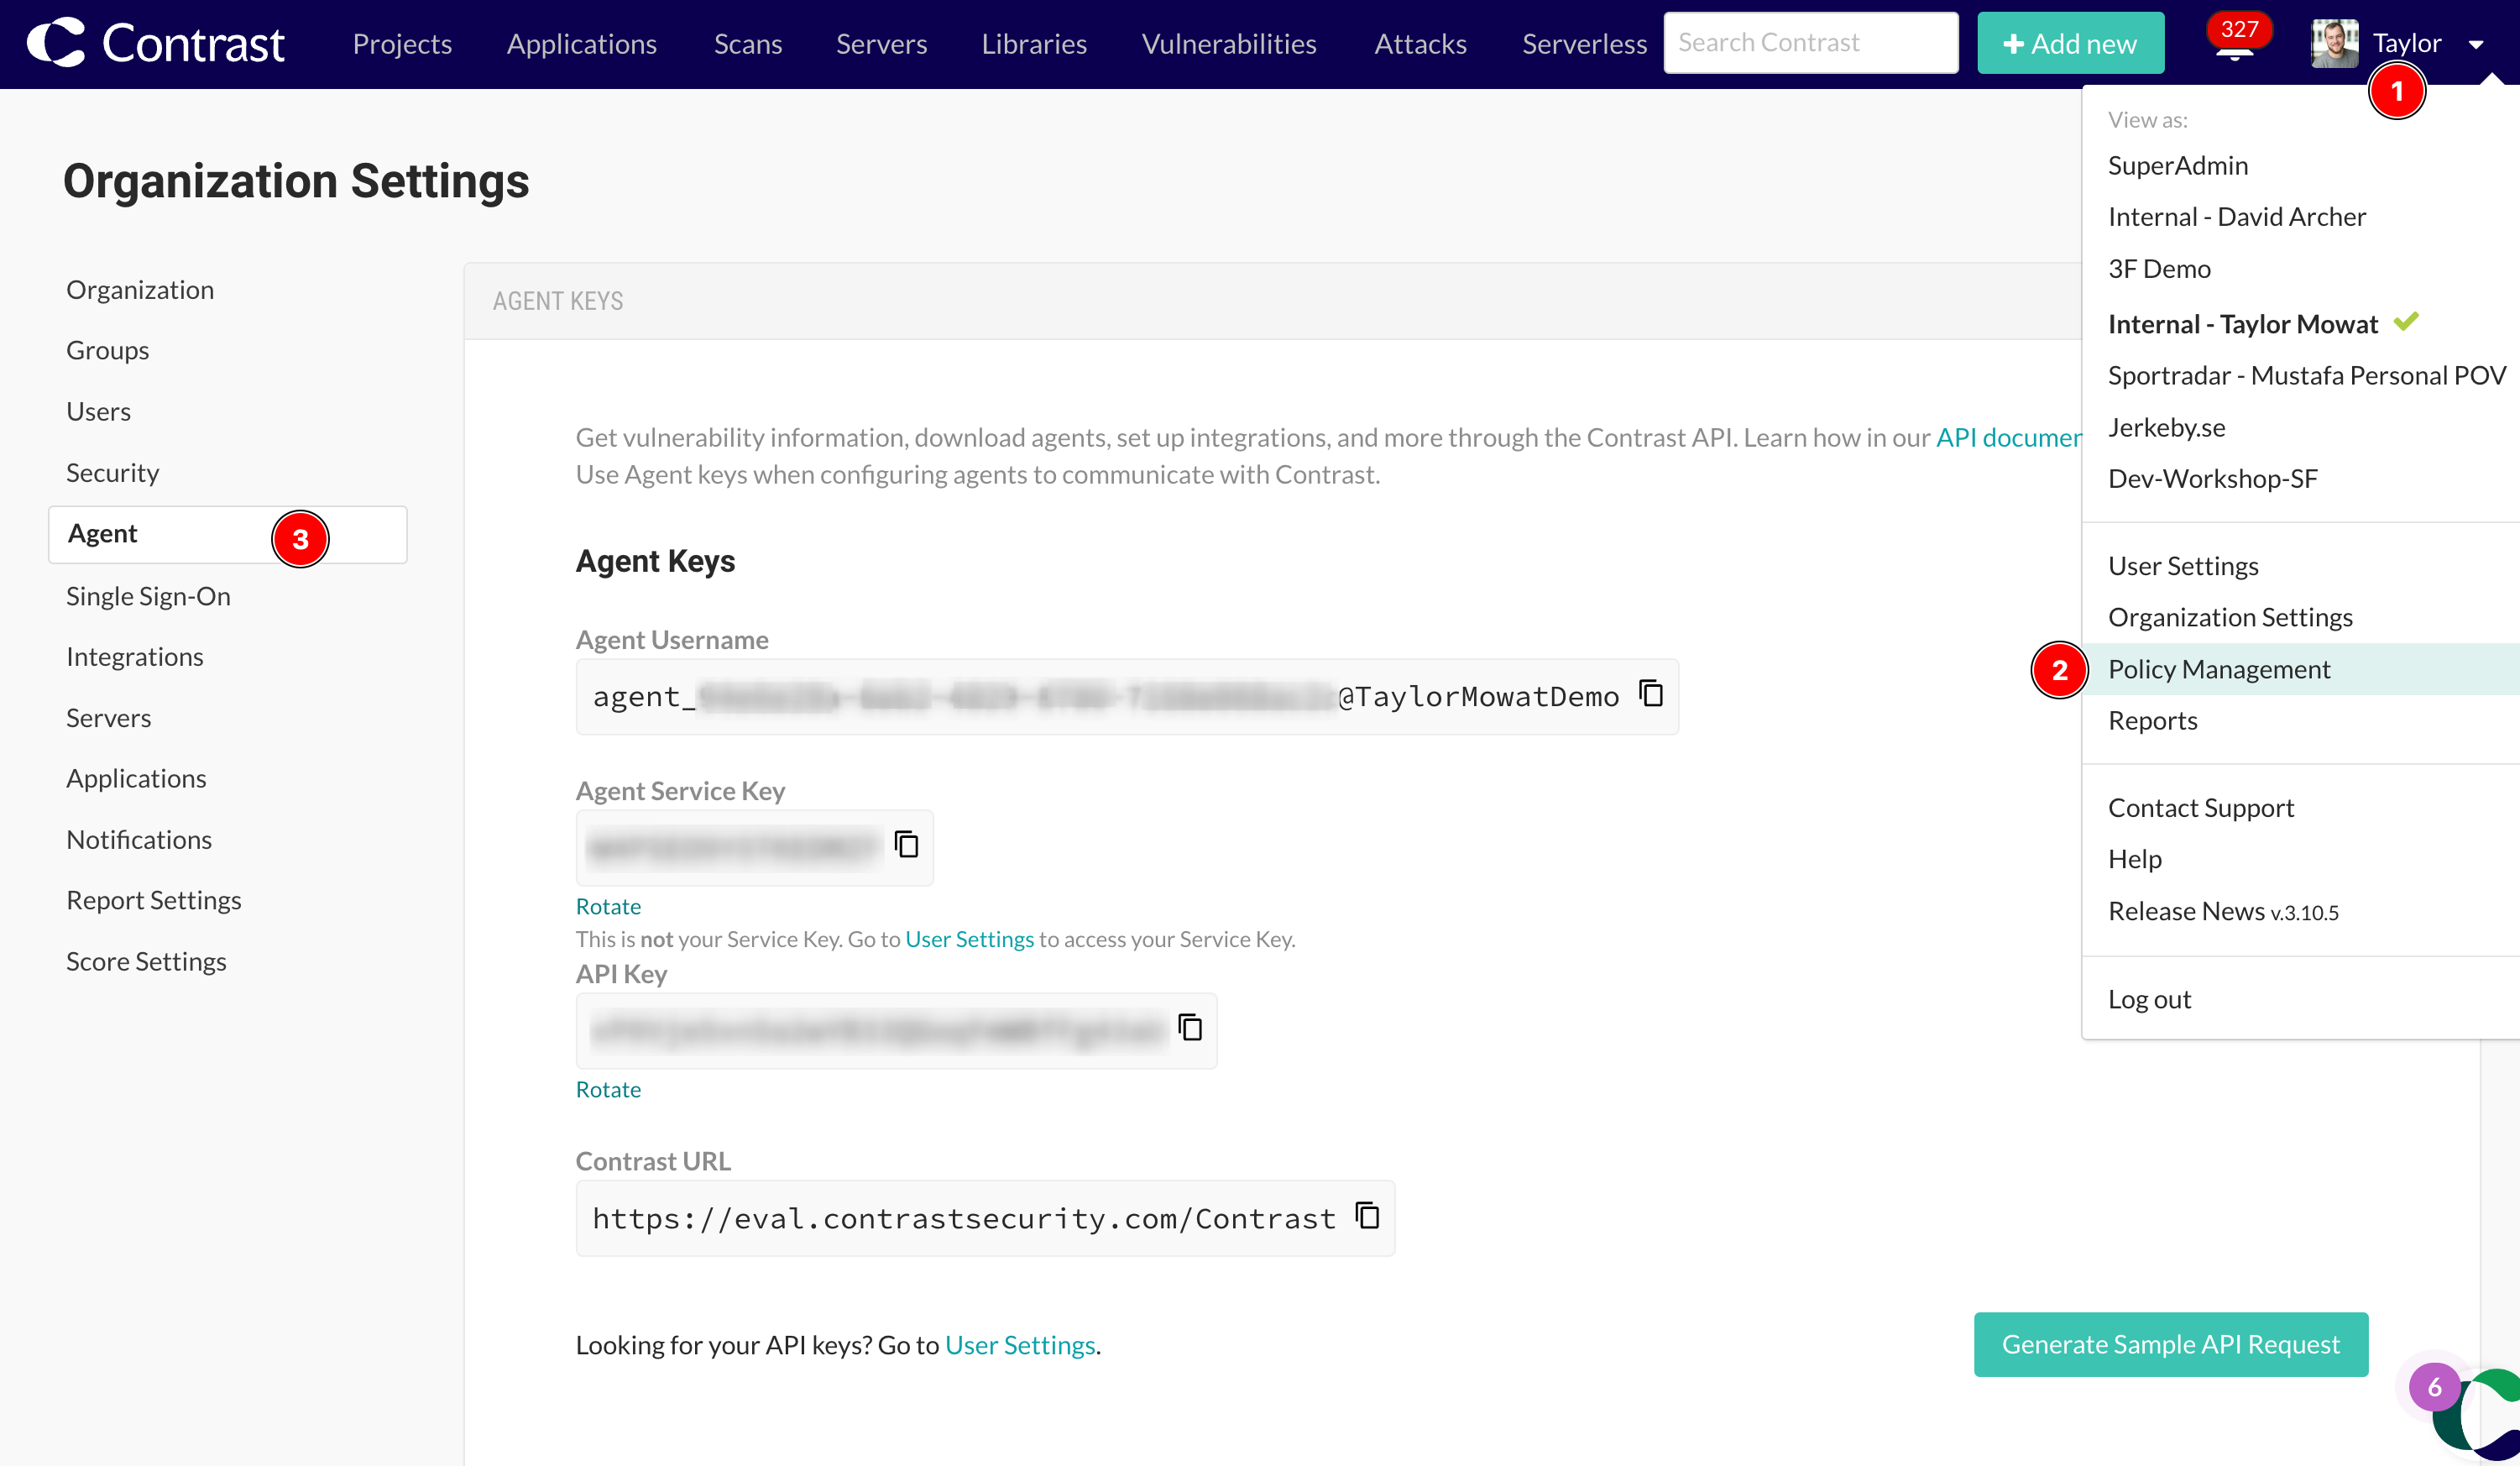 Contrast
Projects
Applications
Scans
Servers
Libraries
Vulnerabilities
Attacks
Serverless
Search Contrast
Add new
327
Taylor
1
Organization Settings
Organization
Groups
Users
Security
Agent
3
Single Sign-On
Integrations
Servers
Applications
Notifications
Report Settings
Score Settings
AGENT KEYS
Get vulnerability information, download agents, set up integrations, and more through the Contrast API. Learn how in our API documen
Use Agent keys when configuring agents to communicate with Contrast.
Agent Keys
Agent Username
agent_ @TaylorMowatDemo
Agent Service Key
Rotate
This is not your Service Key. Go to User Settings to access your Service Key.
API Key
Rotate
Contrast URL
https://eval.contrastsecurity.com/Contrast
Looking for your API keys? Go to User Settings.
Generate Sample API Request
View as:
SuperAdmin
Internal - David Archer
3F Demo
Internal - Taylor Mowat
Sportradar - Mustafa Personal POV
Jerkeby.se
Dev-Workshop-SF
User Settings
Organization Settings
2
Policy Management
Reports
Contact Support
Help
Release News v.3.10.5
Log out
6